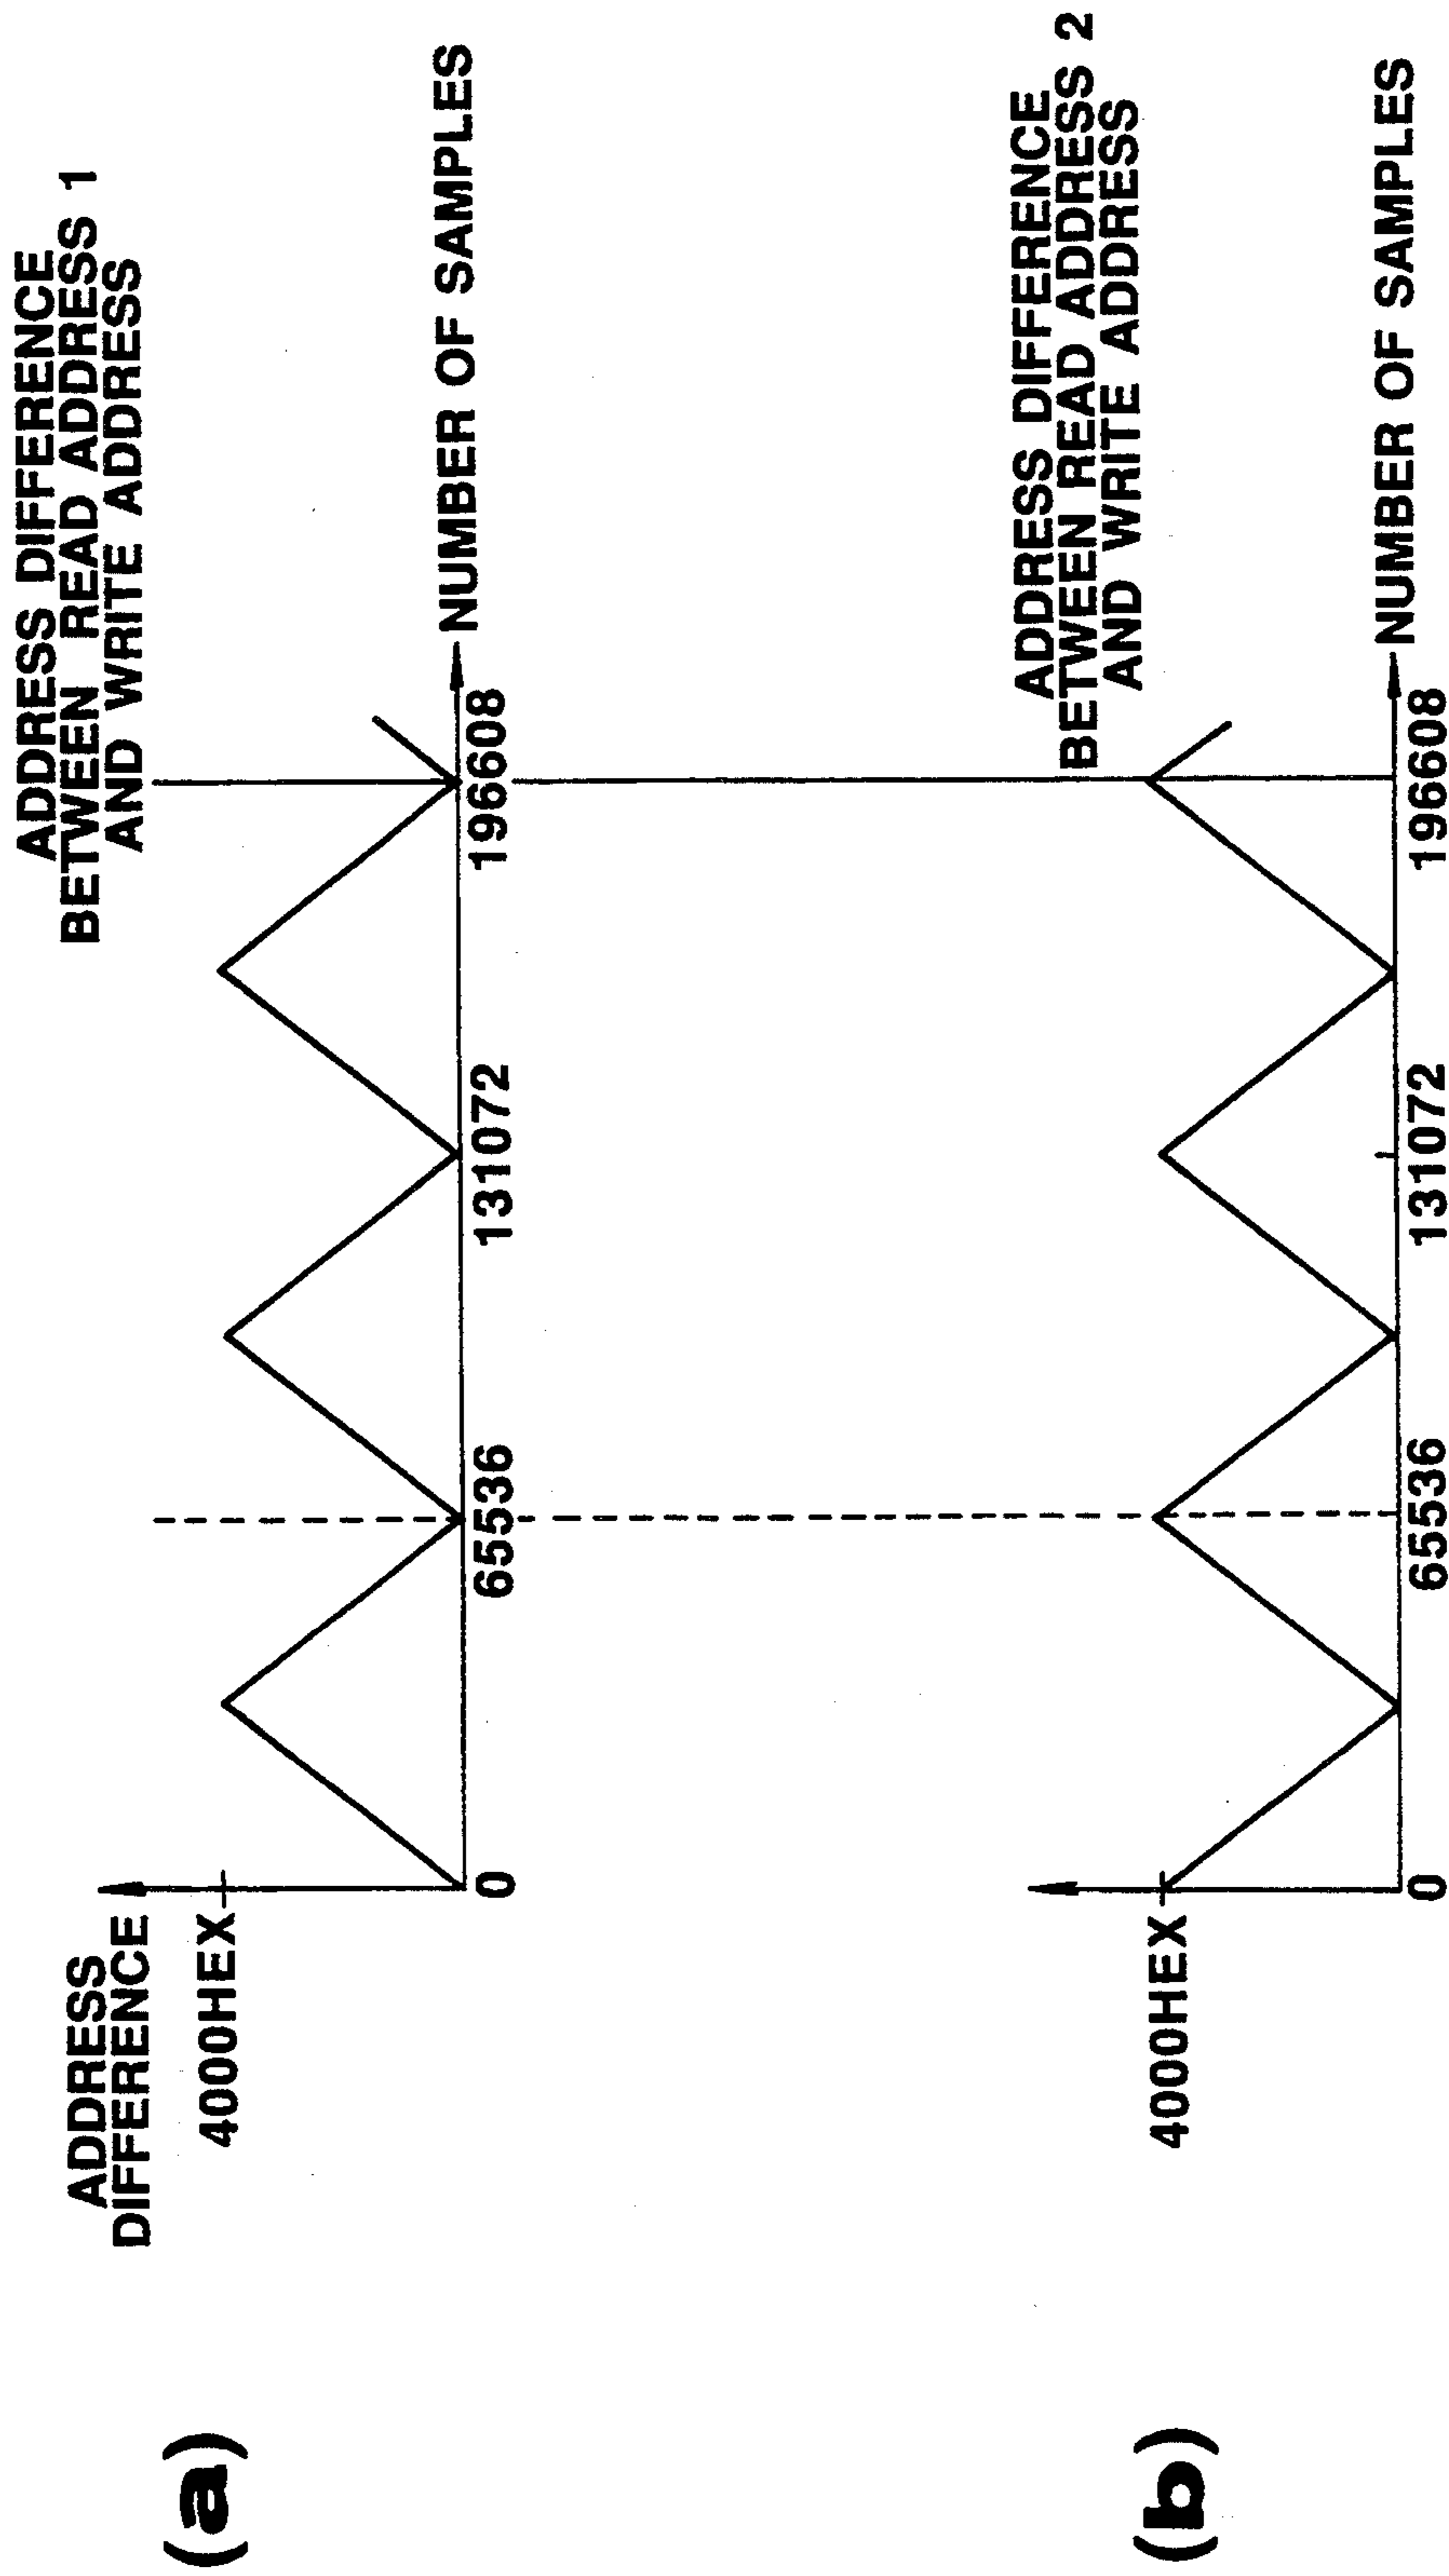 (a)
ADDRESS
DIFFERENCE
4000HEX
ADDRESS DIFFERENCE
BETWEEN READ ADDRESS 1
AND WRITE ADDRESS
0
65536
131072
196608
NUMBER OF SAMPLES
(b)
4000HEX
ADDRESS DIFFERENCE
BETWEEN READ ADDRESS 2
AND WRITE ADDRESS
0
65536
131072
196608
NUMBER OF SAMPLES